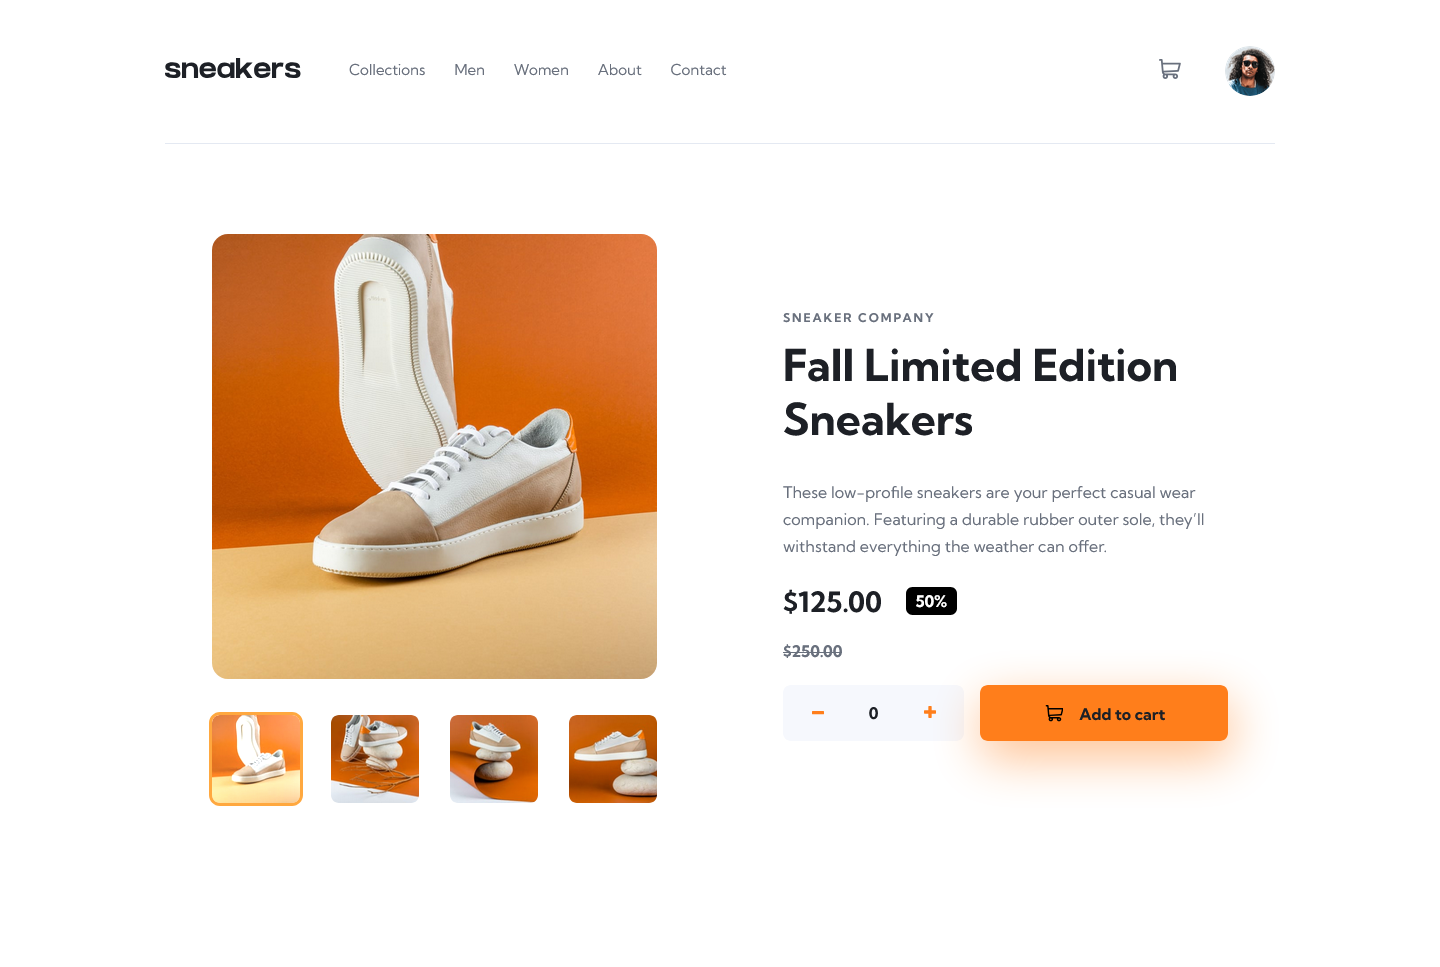 sneakers
Collections
Men
Women
About
Contact
SNEAKER COMPANY
Fall Limited Edition
Sneakers
These low-profile sneakers are your perfect casual wear
companion. Featuring a durable rubber outer sole, they’ll
withstand everything the weather can offer.
$125.00
50%
$250.00
0
Add to cart